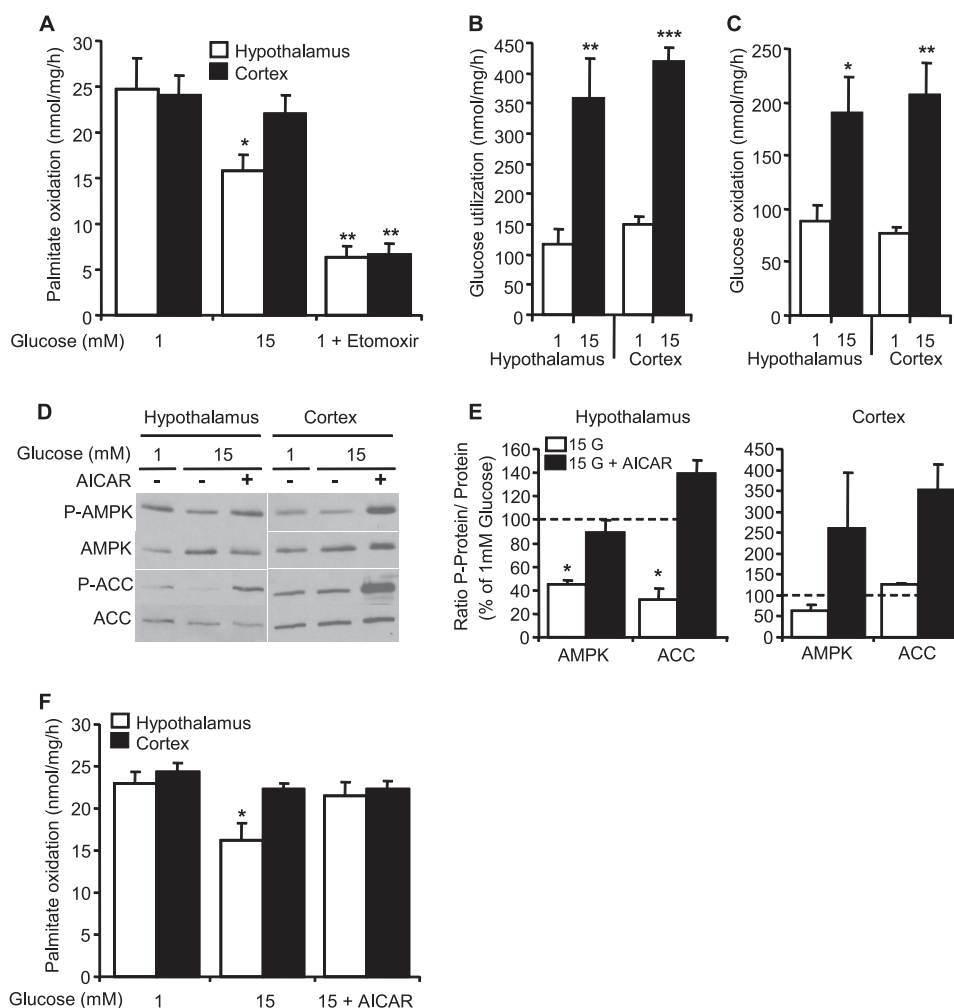 A
Palmitate oxidation (nmol/mg/h)
30
25
20
15
10
5
0
Hypothalamus
Cortex
*
**
**
Glucose (mM)
1
15
1 + Etomoxir
B
Glucose utilization (nmol/mg/h)
450
400
350
300
250
200
150
100
50
0
**
***
1 15 1 15
Hypothalamus Cortex
C
Glucose oxidation (nmol/mg/h)
250
200
150
100
50
0
*
**
1 15 1 15
Hypothalamus Cortex
D
Hypothalamus Cortex
Glucose (mM) 1 15 1 15
AICAR - - + - - +
P-AMPK
AMPK
P-ACC
ACC
E
Hypothalamus
Ratio P-Protein/ Protein
(% of 1mM Glucose)
160
140
120
100
80
60
40
20
0
15 G
15 G + AICAR
*
*
AMPK ACC
Cortex
450
400
350
300
250
200
150
100
50
0
AMPK ACC
F
Palmitate oxidation (nmol/mg/h)
30
25
20
15
10
5
0
Hypothalamus
Cortex
*
Glucose (mM) 1 15 15 + AICAR